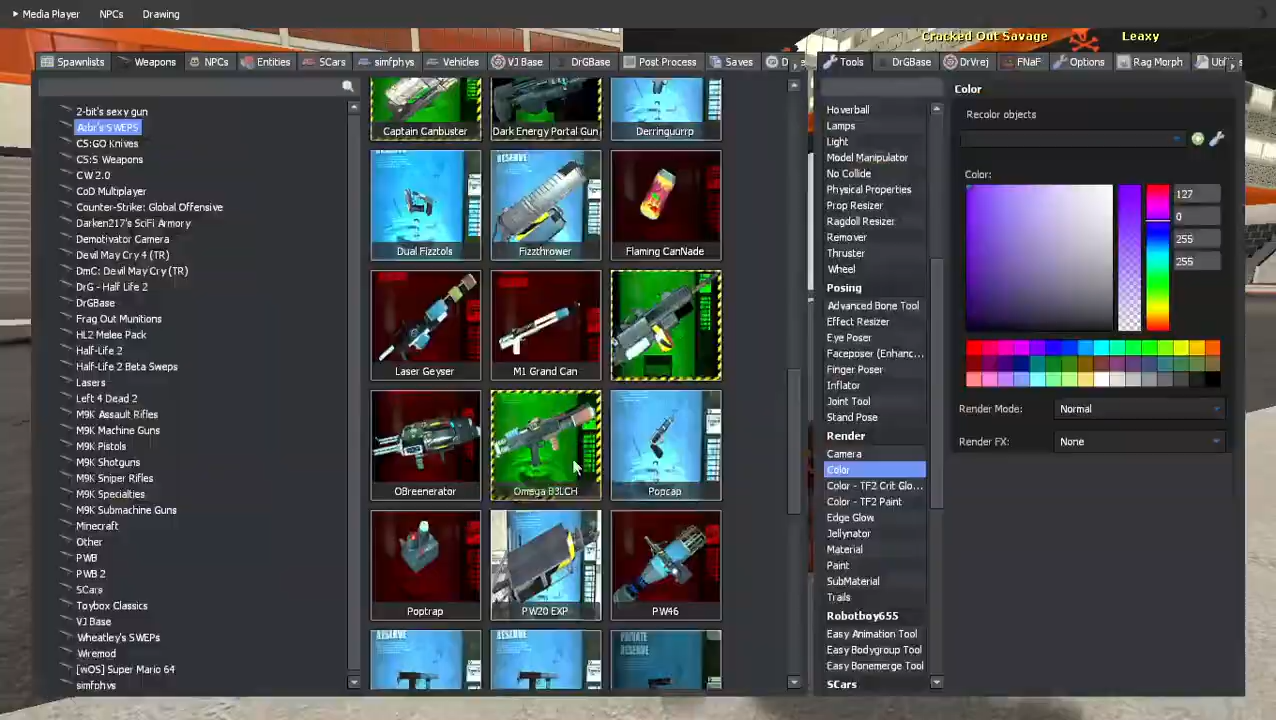 Media Player NPCs Drawing
Cracked Out Savage Leaxy
Spawnlists Weapons NPCs Entities SCars simfphys Vehicles VJ Base DrGBase Post Process Saves
Tools DrGBase DrVrej FNaF Options Rag Morph
2-bit's sexy gun
Azbr's SWEPS
CS:GO Knives
CS:S Weapons
CW 2.0
CoD Multiplayer
Counter-Strike: Global Offensive
Darken217's SciFi Armory
Demotivator Camera
Devil May Cry 4 (TR)
DmC: Devil May Cry (TR)
DrG - Half Life 2
DrGBase
Frag Out Munitions
HL2 Melee Pack
Half-Life 2
Half-Life 2 Beta Sweps
Lasers
Left 4 Dead 2
M9K Assault Rifles
M9K Machine Guns
M9K Pistols
M9K Shotguns
M9K Sniper Rifles
M9K Specialties
M9K Submachine Guns
Minecraft
Other
PWB
PWB 2
SCars
Toybox Classics
VJ Base
Wheatley's SWEPs
Wiremod
[wOS] Super Mario 64
simfphys
Captain Canbuster Dark Energy Portal Gun Derringuurrp
Dual Fizztols Fizzthrower Flaming CanNade
Laser Geyser M1 Grand Can
OBreenerator Omega B3LCH Popcap
Poptrap PW20 EXP PW46
Hoverball
Lamps
Light
Model Manipulator
No Collide
Physical Properties
Prop Resizer
Ragdoll Resizer
Remover
Thruster
Wheel
Posing
Advanced Bone Tool
Effect Resizer
Eye Poser
Faceposer (Enhanc...
Finger Poser
Inflator
Joint Tool
Stand Pose
Render
Camera
Color
Color - TF2 Crit Glo...
Color - TF2 Paint
Edge Glow
Jellynator
Material
Paint
SubMaterial
Trails
Robotboy655
Easy Animation Tool
Easy Bodygroup Tool
Easy Bonemerge Tool
SCars
Color
Recolor objects
Color:
127
0
255
255
Render Mode: Normal
Render FX: None